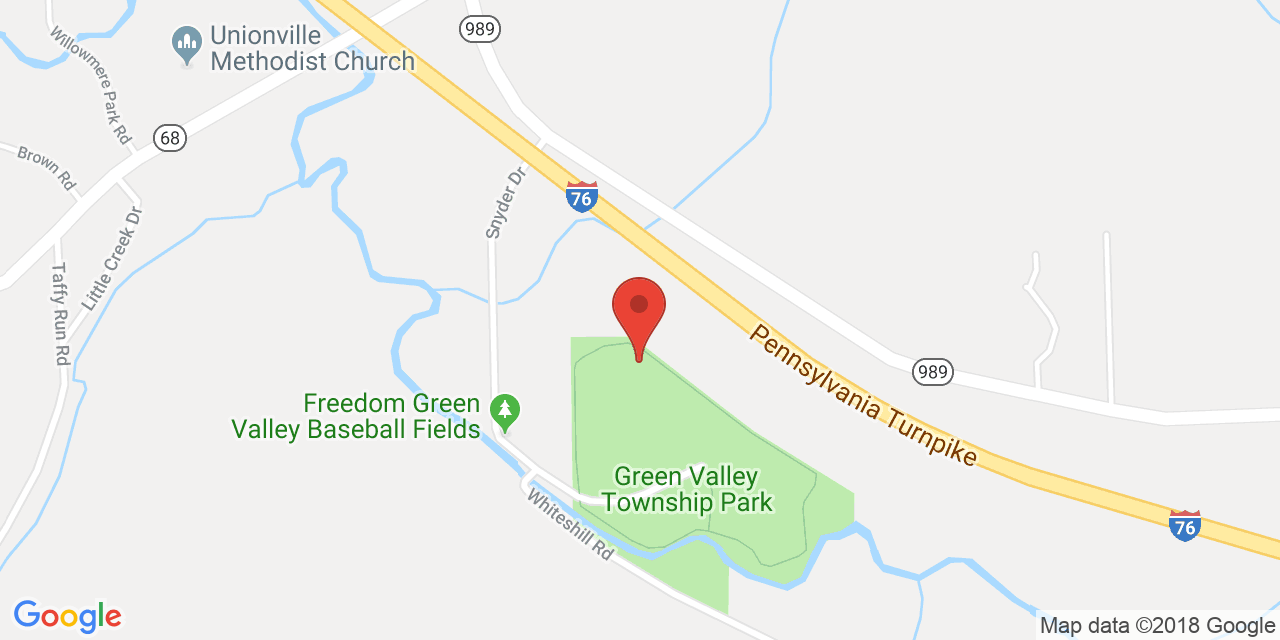 989
Unionville
Methodist Church
Willowmere Park Rd
68
Brown Rd
Snyder Dr
76
Little Creek Dr
Taffy Run Rd
Pennsylvania Turnpike
989
Freedom Green
Valley Baseball Fields
Green Valley
Township Park
Whiteshill Rd
76
Google
Map data ©2018 Google